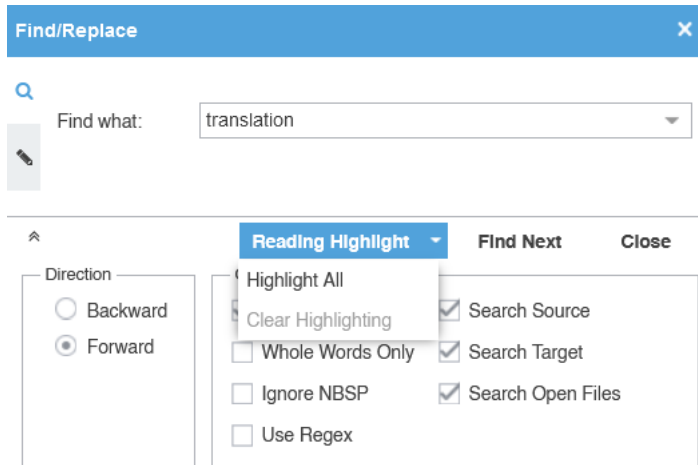 Find/Replace
Find what:
translation
Reading Highlight
Find Next
Close
Highlight All
Clear Highlighting
Direction
Backward
Forward
Search Source
Whole Words Only
Search Target
Ignore NBSP
Search Open Files
Use Regex